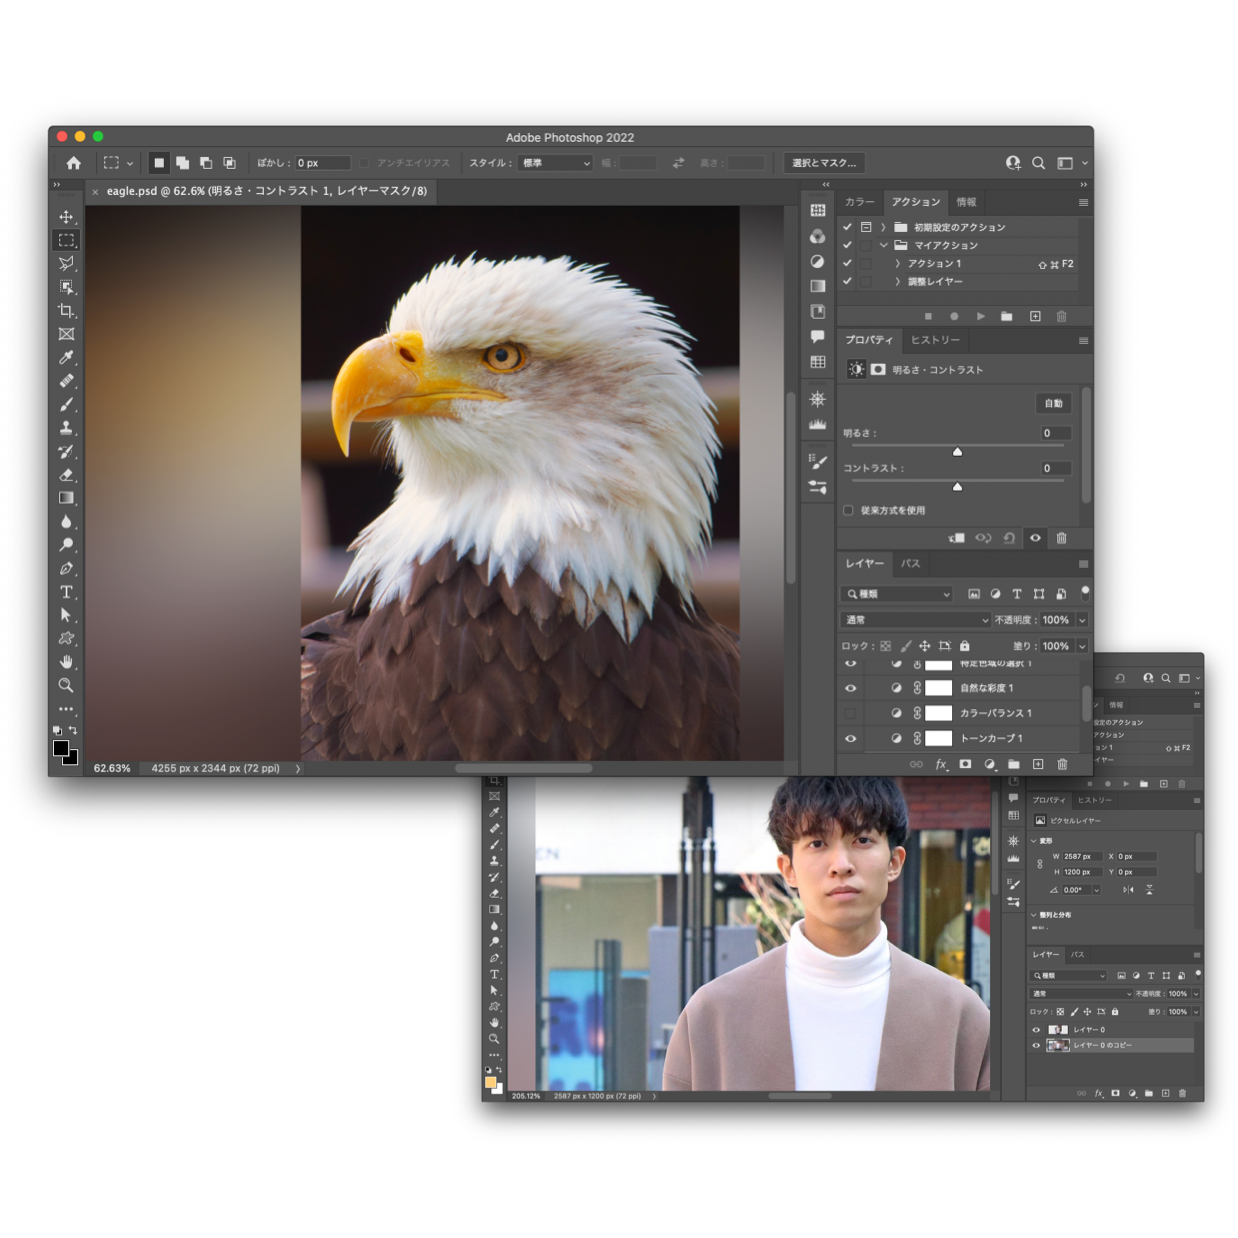 Adobe Photoshop 2022
ぼかし : 0 px アンチエイリアス スタイル : 標準 幅 : 高さ : 選択とマスク...
eagle.psd @ 62.6% (明るさ・コントラスト 1, レイヤーマスク/8)
カラー アクション 情報
初期設定のアクション
マイアクション
アクション 1 F2
調整レイヤー
プロパティ ヒストリー
明るさ・コントラスト
自動
明るさ : 0
コントラスト : 0
従来方式を使用
レイヤー パス
種類
通常 不透明度 : 100%
ロック : 塗り : 100%
特定色域の選択 1
自然な彩度 1
カラーバランス 1
トーンカーブ 1
fx
62.63% 4255 px x 2344 px (72 ppi)
ン 情報
設定のアクション
アクション
ョン 1 F2
イヤー
プロパティ ヒストリー
ピクセルレイヤー
変形
W 2587 px X 0 px
H 1200 px Y 0 px
0.00°
整列と分布
レイヤー パス
種類
通常 不透明度 : 100%
ロック : 塗り : 100%
レイヤー 0
レイヤー 0 のコピー
fx
EN
205.12% 2587 px x 1200 px (72 ppi)